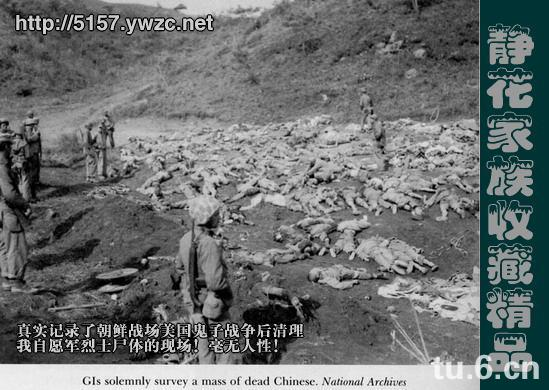 http://5157.ywzc.net
静花家族收藏精品
真实记录了朝鲜战场美国鬼子战争后清理
我自愿军烈士尸体的现场！毫无人性！
GIs solemnly survey a mass of dead Chinese. National Archives
tu.6.cn